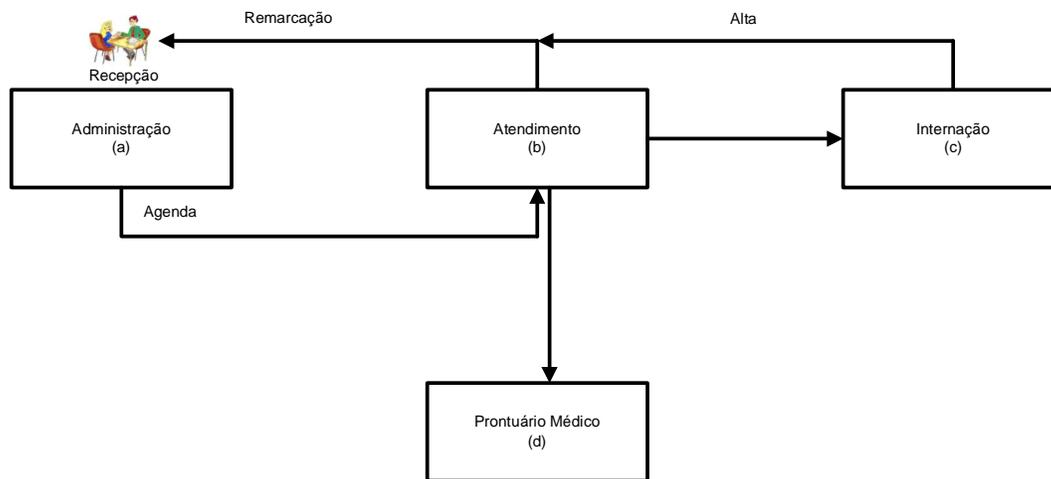 Remarcação
Alta
Recepção
Administração
(a)
Atendimento
(b)
Internação
(c)
Agenda
Prontuário Médico
(d)